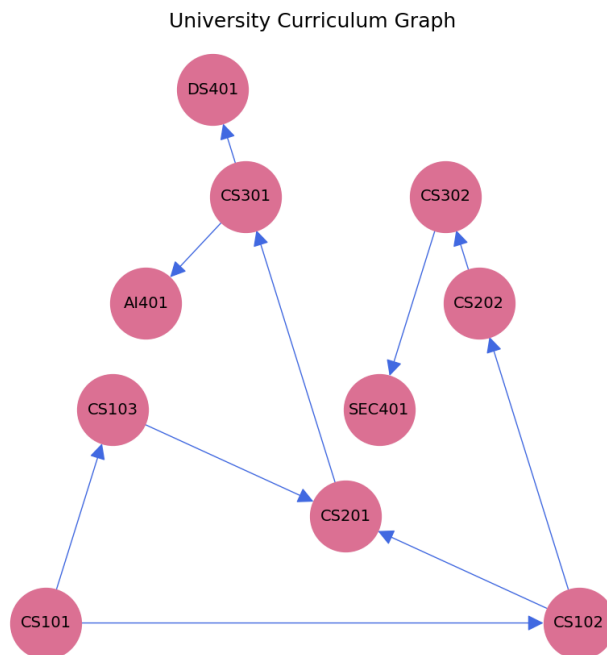 University Curriculum Graph
DS401
CS301
CS302
AI401
CS202
CS103
SEC401
CS201
CS101
CS102